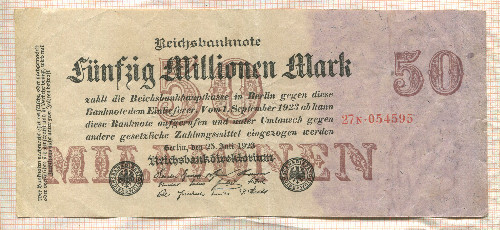 Reichsbanknote
50
Fünfzig Millionen Mark
zahlt die Reichsbankhauptkasse in Berlin gegen diese
Banknote dem Einlieferer. Vom 1. September 1923 ab kann
diese Banknote aufgerufen und unter Umtausch gegen
andere gesetzliche Zahlungsmittel eingezogen werden
Berlin, den 25. Juli 1923
Reichsbankdirektorium
27K·054595
50
MILLIONEN